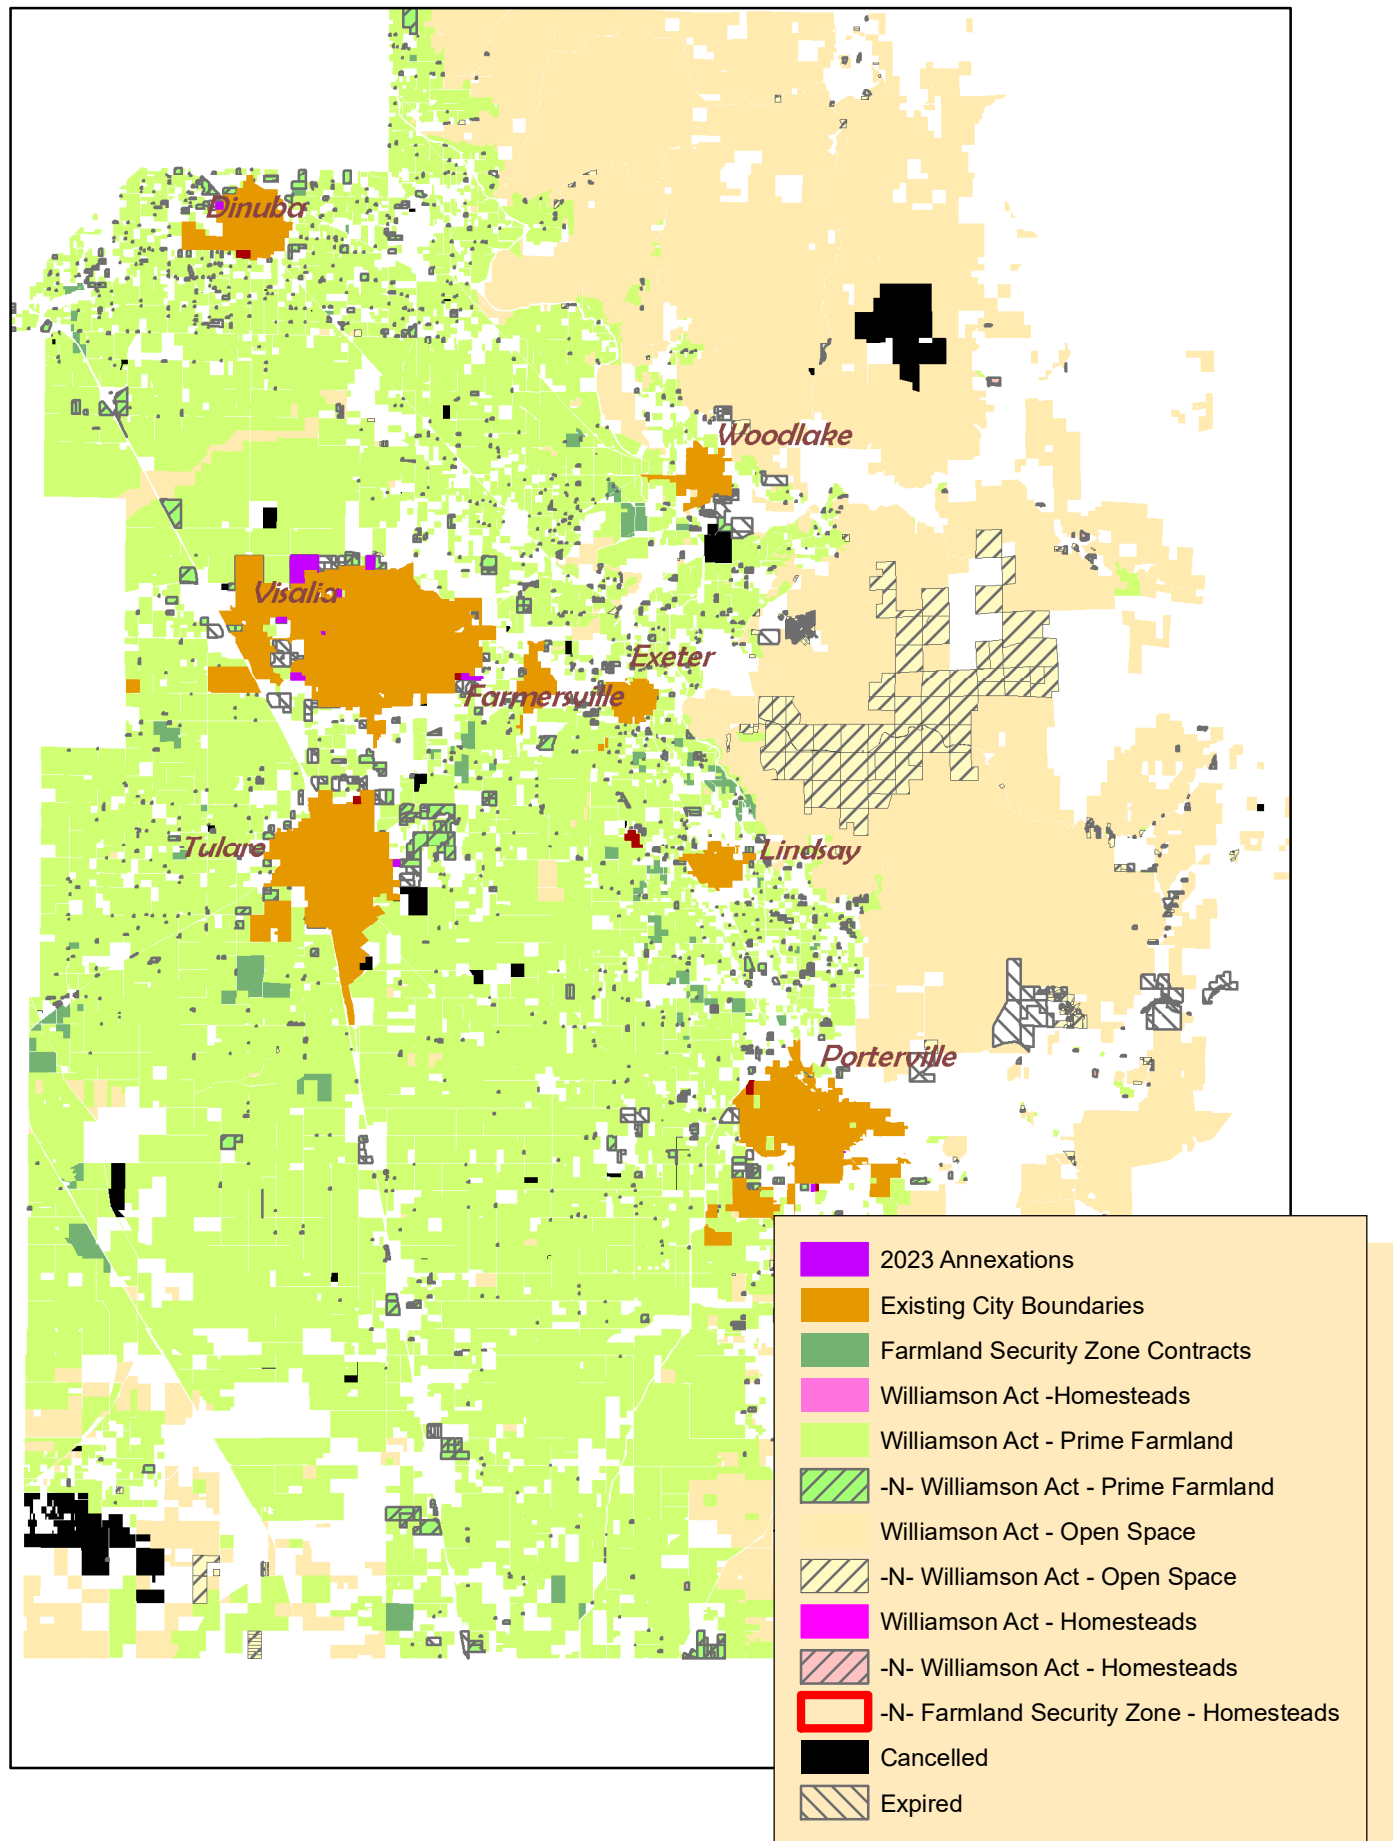 Dinuba
Woodlake
Visalia
Exeter
Farmersville
Tulare
Lindsay
Porterville
2023 Annexations
Existing City Boundaries
Farmland Security Zone Contracts
Williamson Act -Homesteads
Williamson Act - Prime Farmland
-N- Williamson Act - Prime Farmland
Williamson Act - Open Space
-N- Williamson Act - Open Space
Williamson Act - Homesteads
-N- Williamson Act - Homesteads
-N- Farmland Security Zone - Homesteads
Cancelled
Expired